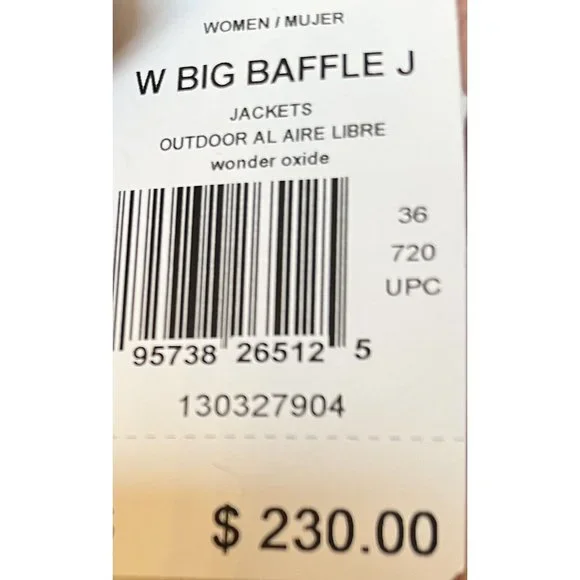 WOMEN / MUJER
W BIG BAFFLE J
JACKETS
OUTDOOR AL AIRE LIBRE
wonder oxide
36
720
UPC
95738 26512 5
130327904
$ 230.00